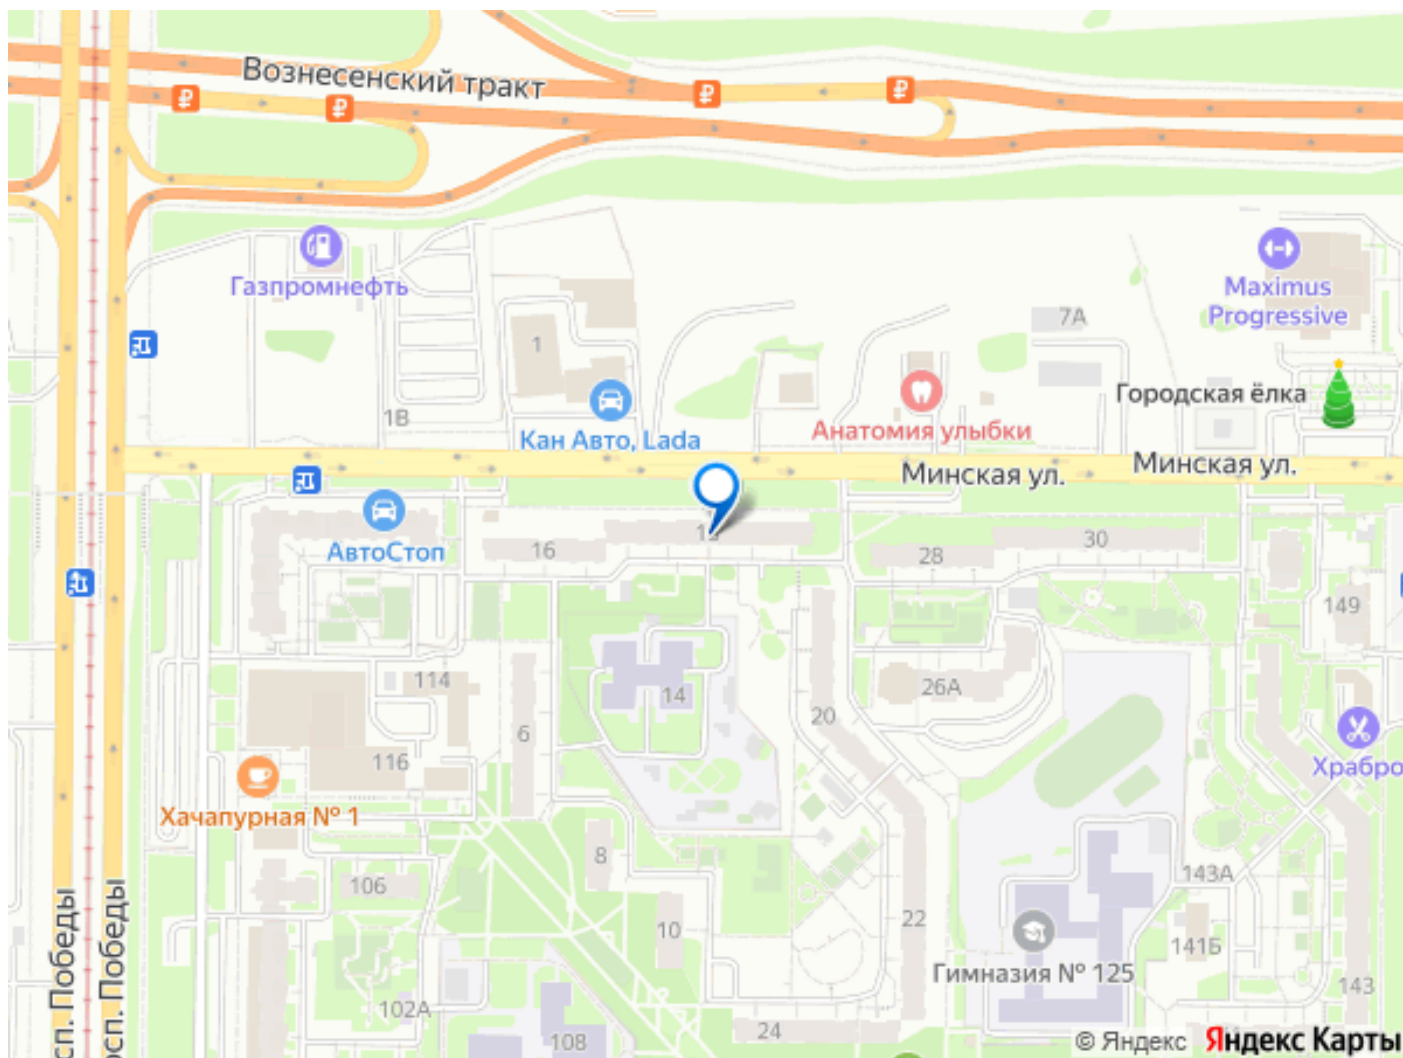 Вознесенский тракт
Газпромнефть
Maximus
Progressive
7А
1
Городская ёлка
1В
Кан Авто, Lada
Анатомия улыбки
Минская ул.
Минская ул.
АвтоСтоп
16
28
30
149
114
14
26А
20
6
116
Храбро
Хачапурная № 1
8
106
143А
22
10
141Б
Гимназия № 125
143
102А
24
108
сп. Победы
осп. Победы
© Яндекс Яндекс Карты